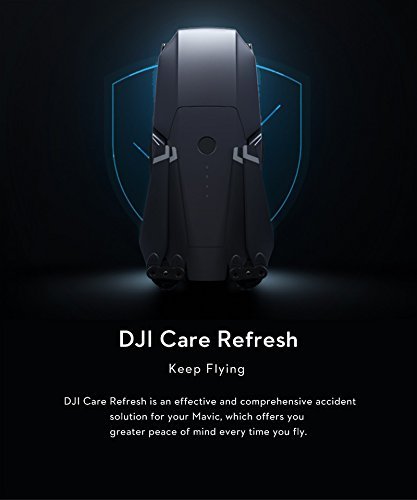 DJI Care Refresh
Keep Flying
DJI Care Refresh is an effective and comprehensive accident
solution for your Mavic, which offers you
greater peace of mind every time you fly.